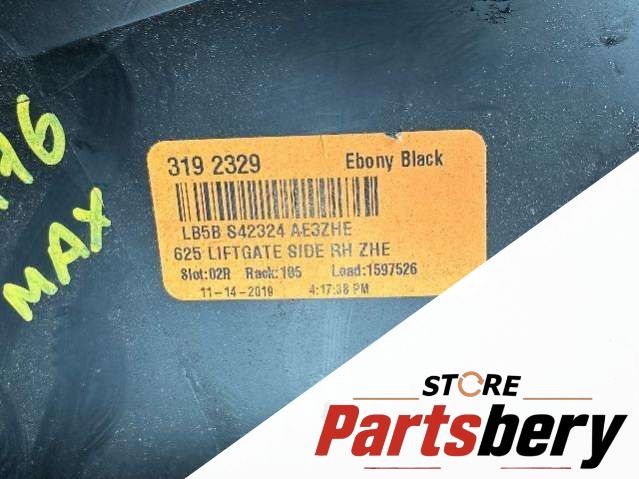 319 2329 Ebony Black
LB5B S42324 AE3ZHE
625 LIFTGATE SIDE RH ZHE
Slot:02R Rack:105 Load:1597526
11-14-2019 4:17:38 PM
MAX
STORE
Partsbery